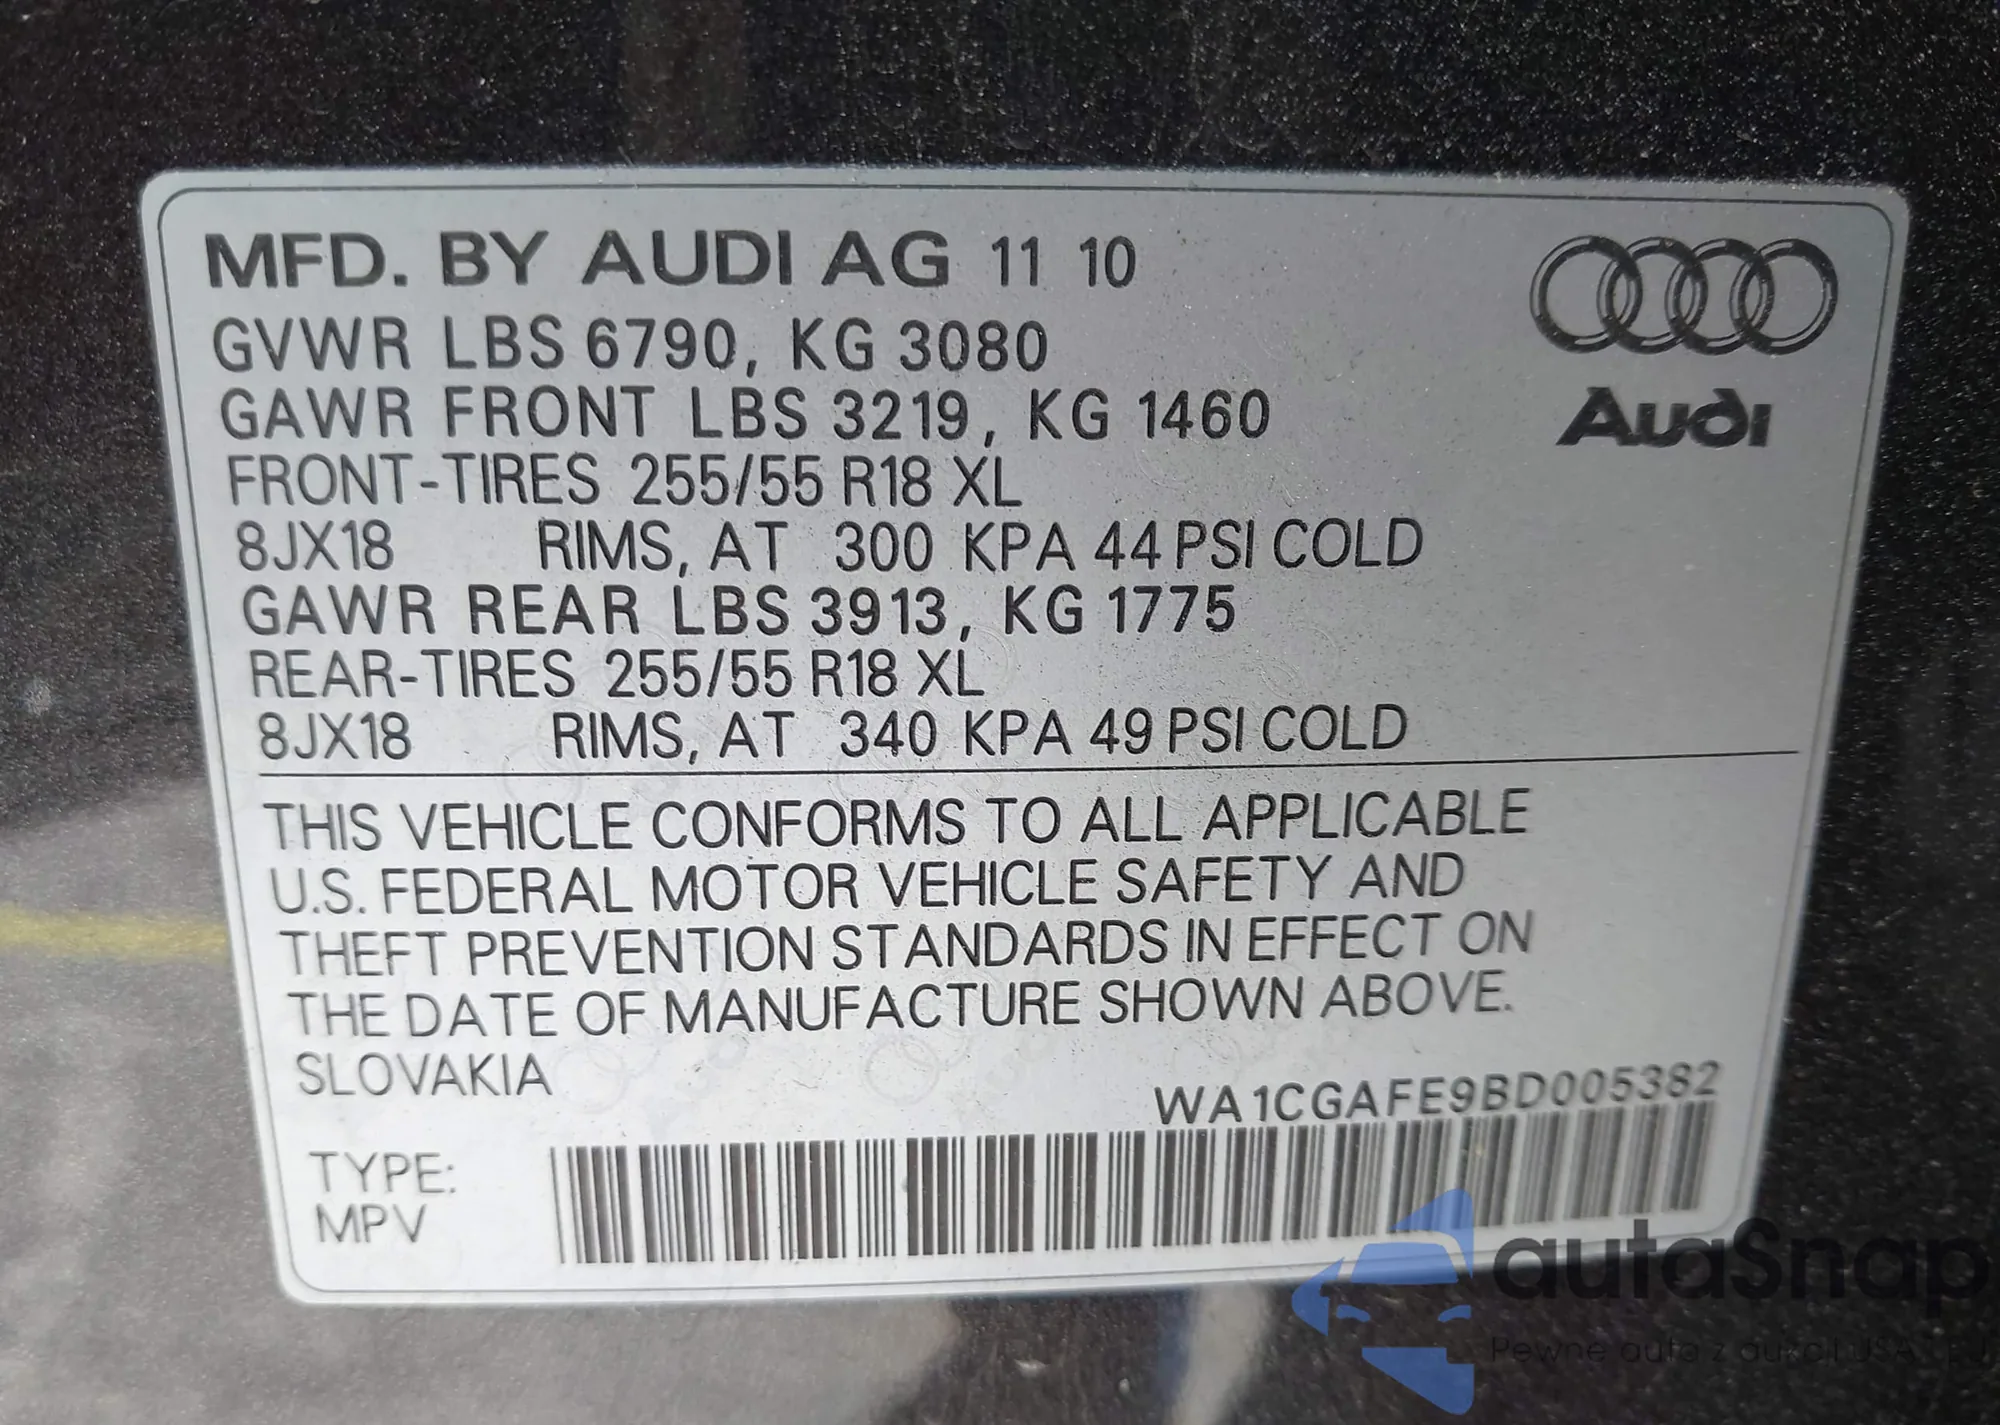 MFD. BY AUDI AG 11 10
GVWR LBS 6790, KG 3080
GAWR FRONT LBS 3219, KG 1460
FRONT-TIRES 255/55 R18 XL
8JX18 RIMS, AT 300 KPA 44 PSI COLD
GAWR REAR LBS 3913, KG 1775
REAR-TIRES 255/55 R18 XL
8JX18 RIMS, AT 340 KPA 49 PSI COLD
Audi
THIS VEHICLE CONFORMS TO ALL APPLICABLE
U.S. FEDERAL MOTOR VEHICLE SAFETY AND
THEFT PREVENTION STANDARDS IN EFFECT ON
THE DATE OF MANUFACTURE SHOWN ABOVE.
SLOVAKIA
WA1CGAFE9BD005382
TYPE:
MPV
autaSnap
Pewne auta z aukcji USA